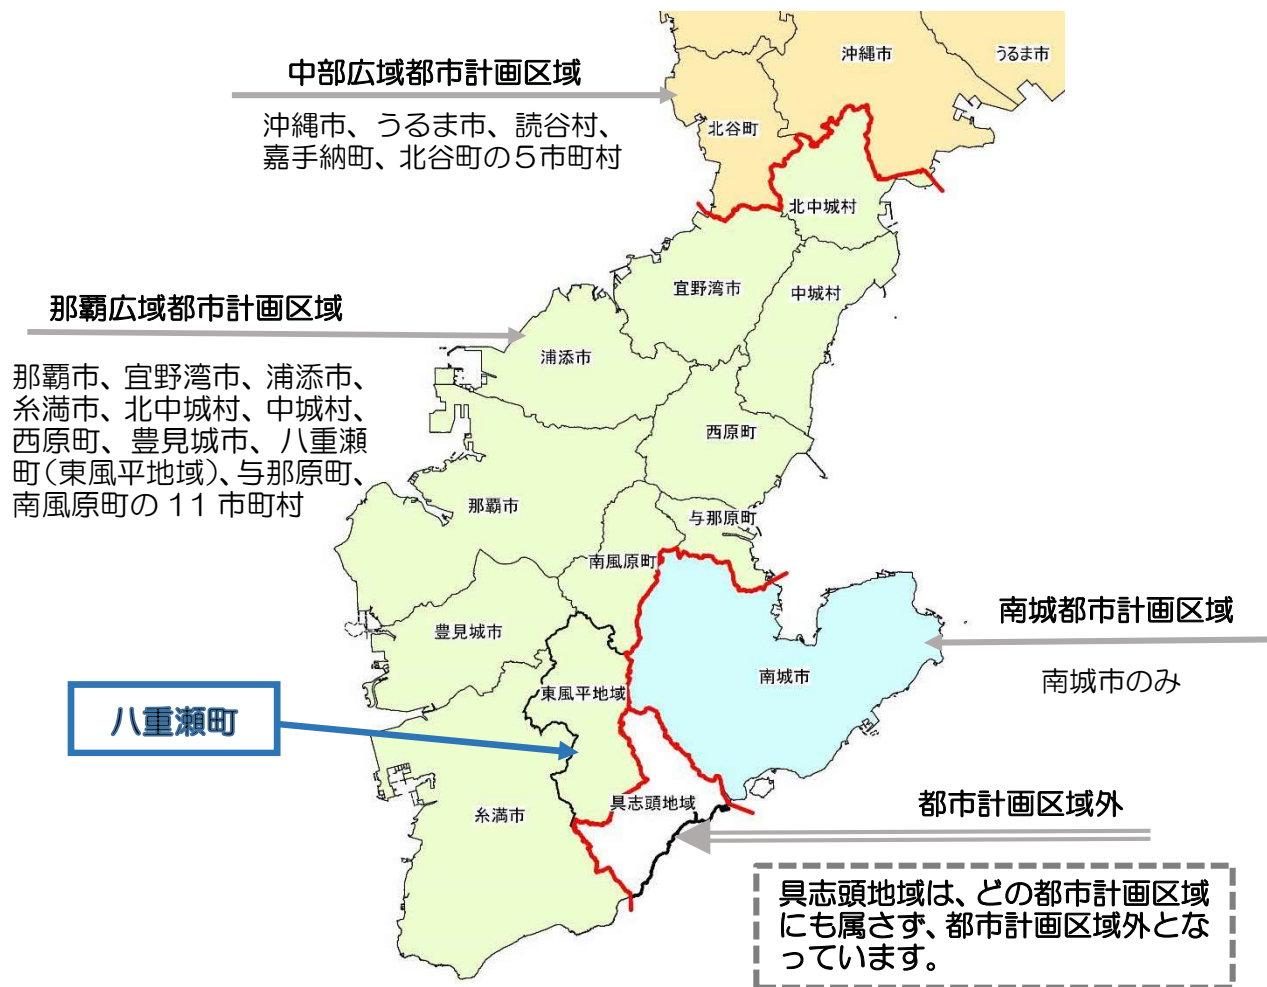 中部広域都市計画区域
沖縄市、うるま市、読谷村、
嘉手納町、北谷町の5市町村
沖縄市
うるま市
北谷町
北中城村
宜野湾市
中城村
那覇広域都市計画区域
那覇市、宜野湾市、浦添市、
糸満市、北中城村、中城村、
西原町、豊見城市、八重瀬
町(東風平地域)、与那原町、
南風原町の 11 市町村
浦添市
西原町
那覇市
与那原町
南風原町
豊見城市
東風平地域
南城市
南城都市計画区域
南城市のみ
八重瀬町
具志頭地域
糸満市
都市計画区域外
具志頭地域は、どの都市計画区域
にも属さず、都市計画区域外とな
っています。